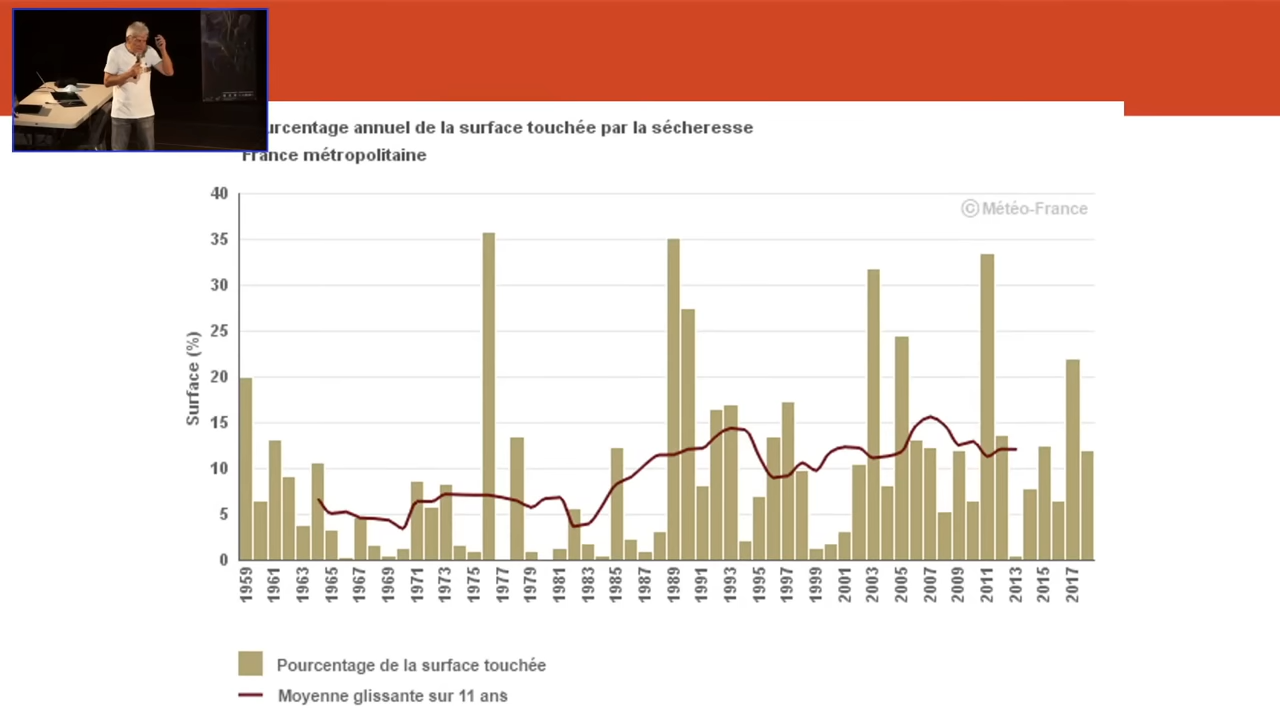 urcentage annuel de la surface touchée par la sécheresse
France métropolitaine
40
© Météo-France
35
30
25
20
15
10
5
0
Surface (%)
1959 1961 1963 1965 1967 1969 1971 1973 1975 1977 1979 1981 1983 1985 1987 1989 1991 1993 1995 1997 1999 2001 2003 2005 2007 2009 2011 2013 2015 2017
Pourcentage de la surface touchée
Moyenne glissante sur 11 ans